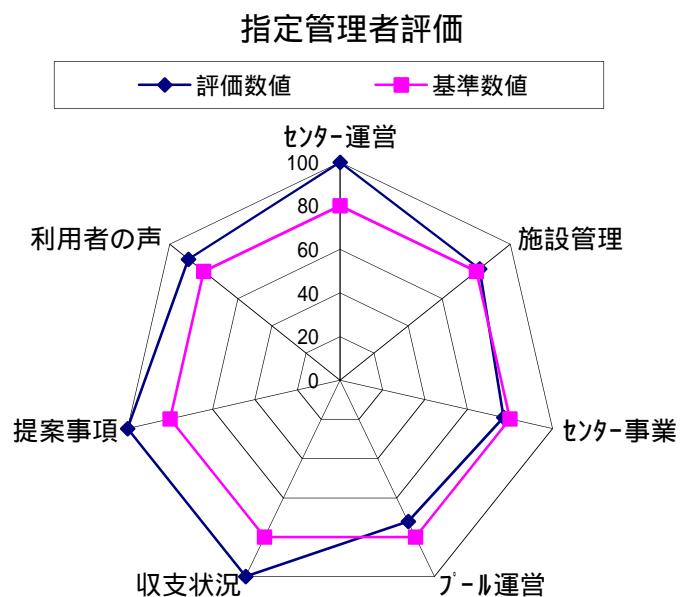 指定管理者評価
評価数値 基準数値
ｾﾝﾀｰ運営
100
80
60
40
20
0
施設管理
ｾﾝﾀｰ事業
ﾌﾟｰﾙ運営
収支状況
提案事項
利用者の声